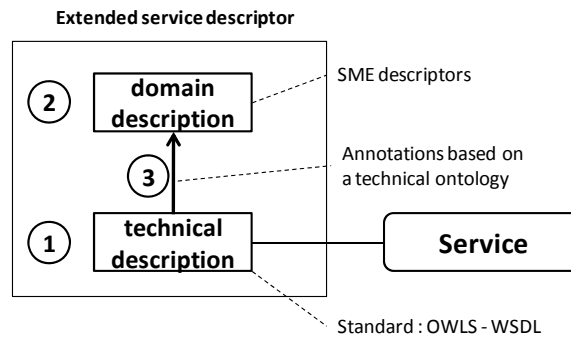 Extended service descriptor
2
domain
description
SME descriptors
3
Annotations based on
a technical ontology
1
technical
description
Service
Standard : OWLS - WSDL